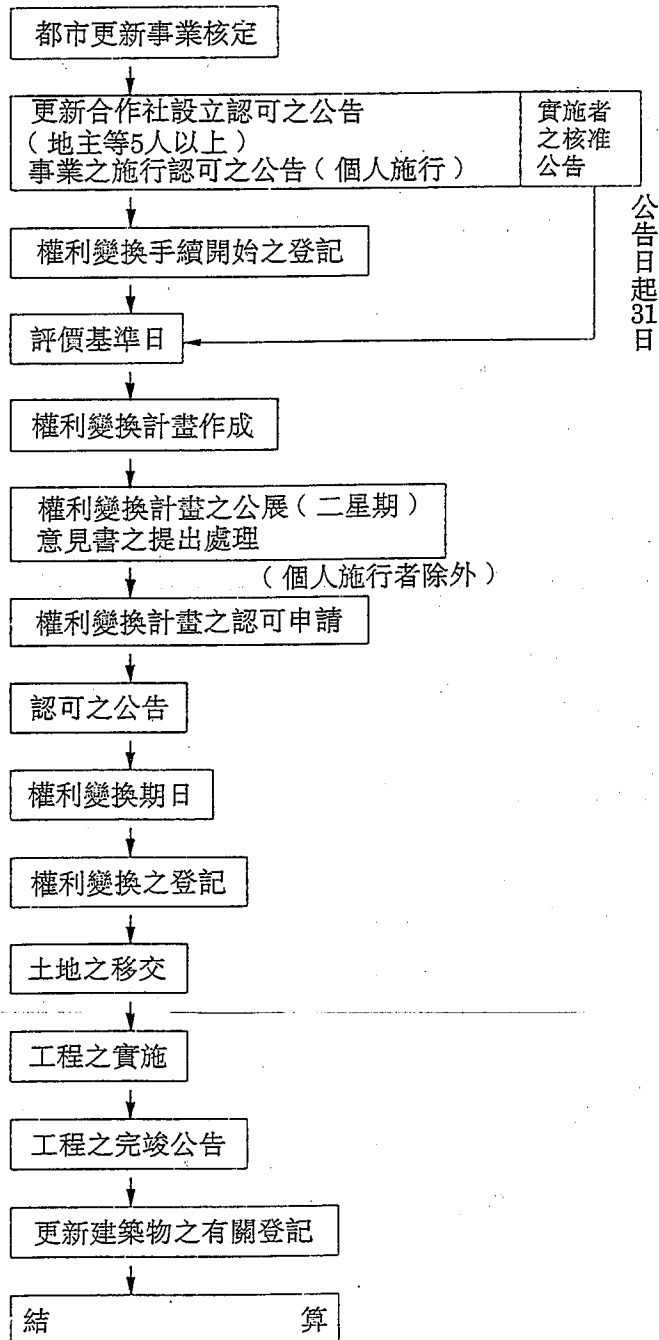 都市更新事業核定
更新合作社設立認可之公告
（地主等5人以上）
事業之施行認可之公告（個人施行）
實施者
之核准
公告
公告日起31日
權利變換手續開始之登記
評價基準日
權利變換計畫作成
權利變換計畫之公展（二星期）
意見書之提出處理
（個人施行者除外）
權利變換計畫之認可申請
認可之公告
權利變換期日
權利變換之登記
土地之移交
工程之實施
工程之完竣公告
更新建築物之有關登記
結 算